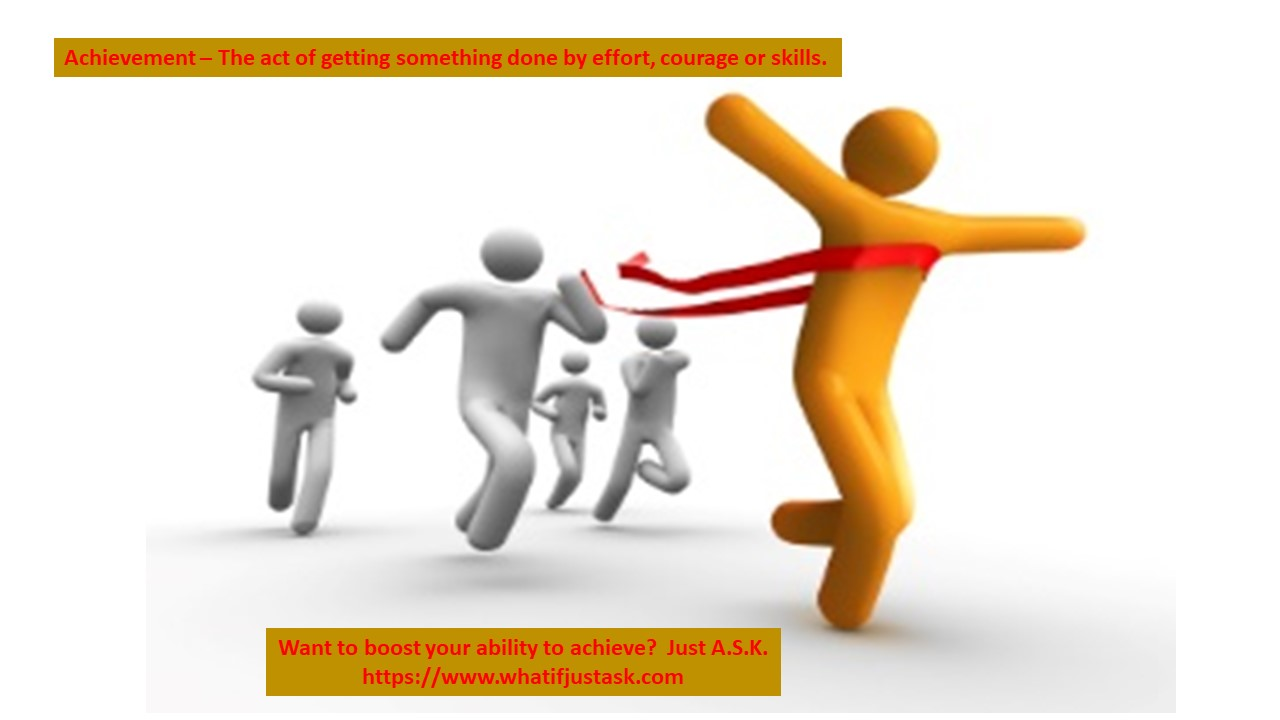 Achievement – The act of getting something done by effort, courage or skills.
Want to boost your ability to achieve?  Just A.S.K.
https://www.whatifjustask.com